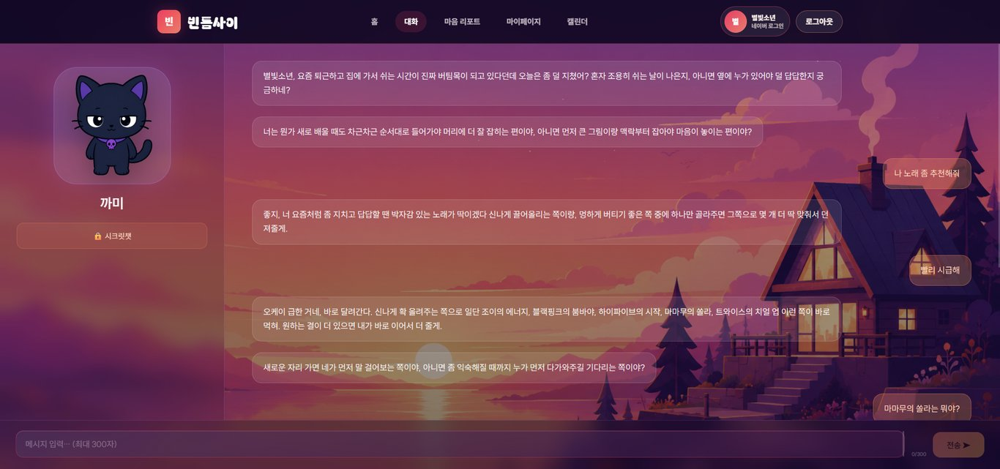 빈 빈틈사이
홈 대화 마음 리포트 마이페이지 캘린더
별 별빛소년
네이버 로그인
로그아웃
까미
🔒 시크릿챗
별빛소년, 요즘 퇴근하고 집에 가서 쉬는 시간이 진짜 버팀목이 되고 있다던데 오늘은 좀 덜 지쳤어? 혼자 조용히 쉬는 날이 나은지, 아니면 옆에 누가 있어야 덜 답답한지 궁
금하네?
너는 뭔가 새로 배울 때도 차근차근 순서대로 들어가야 머리에 더 잘 잡히는 편이야, 아니면 먼저 큰 그림이랑 맥락부터 잡아야 마음이 놓이는 편이야?
나 노래 좀 추천해줘
좋지, 너 요즘처럼 좀 지치고 답답할 땐 박자감 있는 노래가 딱이겠다 신나게 끌어올리는 쪽이랑, 멍하게 버티기 좋은 쪽 중에 하나만 골라주면 그쪽으로 몇 개 더 딱 맞춰서 던
져줄게.
빨리 시급해
오케이 급한 거네, 바로 달려간다. 신나게 확 올려주는 쪽으로 일단 조이의 에너지, 블랙핑크의 붐바야, 하이파이브의 시작, 마마무의 쏠라, 트와이스의 치얼 업 이런 쪽이 바로
먹혀. 원하는 결이 더 있으면 내가 바로 이어서 더 줄게.
새로운 자리 가면 네가 먼저 말 걸어보는 쪽이야, 아니면 좀 익숙해질 때까지 누가 먼저 다가와주길 기다리는 쪽이야?
마마무의 쏠라는 뭐야?
메시지 입력… (최대 300자)
0/300
전송 ➤